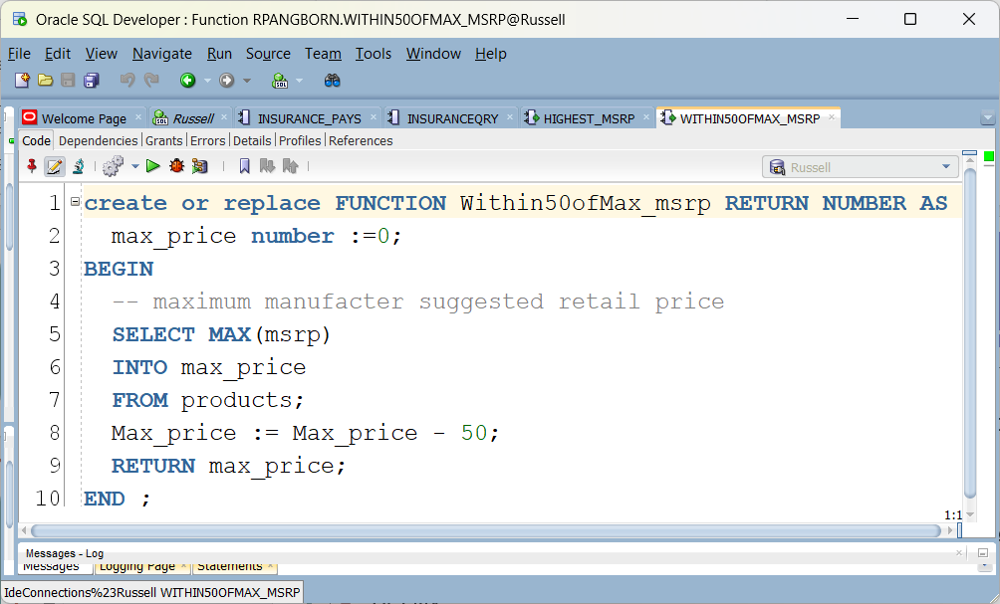 Oracle SQL Developer : Function RPANGBORN.WITHIN50OFMAX_MSRP@Russell
File Edit View Navigate Run Source Team Tools Window Help
Welcome Page Russell INSURANCE_PAYS INSURANCEQRY HIGHEST_MSRP WITHIN50OFMAX_MSRP
Code Dependencies Grants Errors Details Profiles References
Russell
1 create or replace FUNCTION Within50ofMax_msrp RETURN NUMBER AS
2 max_price number :=0;
3 BEGIN
4 -- maximum manufacter suggested retail price
5 SELECT MAX(msrp)
6 INTO max_price
7 FROM products;
8 Max_price := Max_price - 50;
9 RETURN max_price;
10 END ;
1:1
Messages - Log
Messages Logging Page Statements
IdeConnections%23Russell WITHIN50OFMAX_MSRP